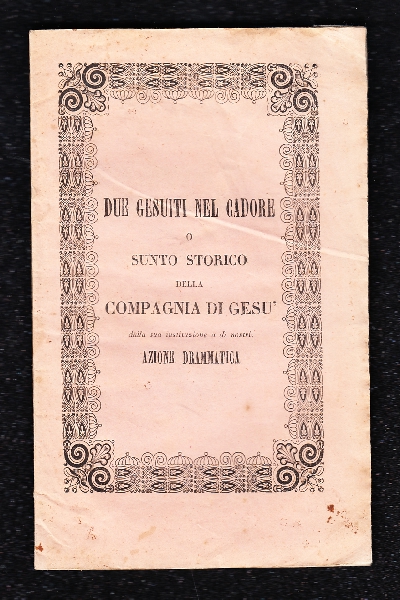 DUE GESUITI NEL CADORE
O
SUNTO STORICO
DELLA
COMPAGNIA DI GESU'
dalla sua instituzione a dì nostri.
AZIONE DRAMMATICA